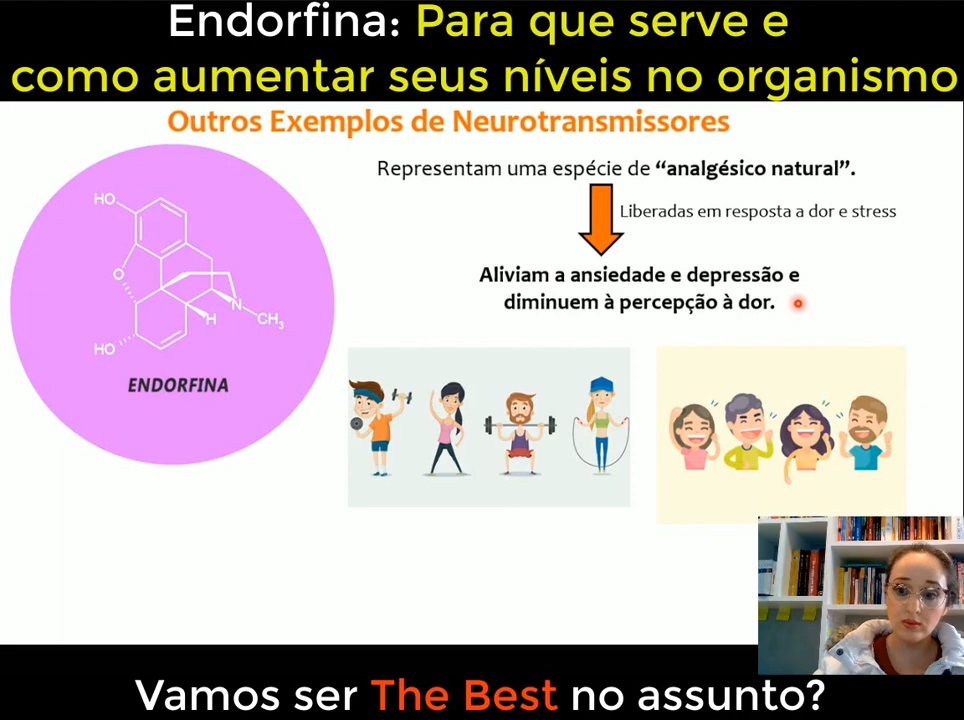 Endorfina: Para que serve e
como aumentar seus níveis no organismo
Outros Exemplos de Neurotransmissores
Representam uma espécie de “analgésico natural”.
Liberadas em resposta a dor e stress
Aliviam a ansiedade e depressão e
diminuem à percepção à dor.
HO
O
N
CH3
H
HO
ENDORFINA
Vamos ser The Best no assunto?